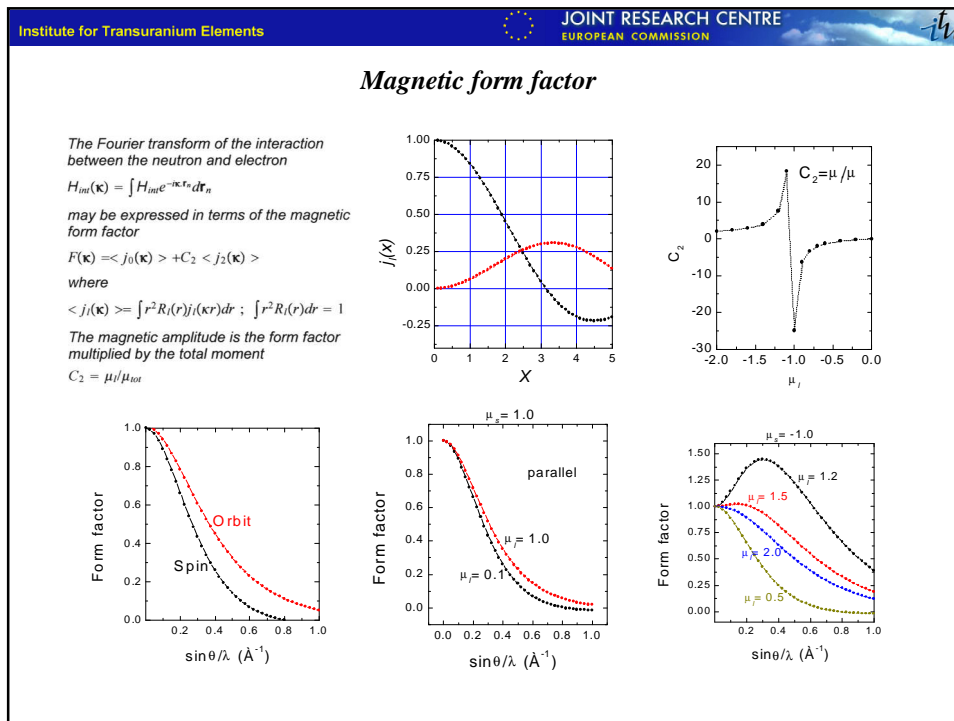 Institute for Transuranium Elements
JOINT RESEARCH CENTRE
EUROPEAN COMMISSION
itu
Magnetic form factor
The Fourier transform of the interaction
between the neutron and electron
H_int(κ) = ∫ H_int e^{-iκ.r_n} dr_n
may be expressed in terms of the magnetic
form factor
F(κ) =< j_0(κ) > +C_2 < j_2(κ) >
where
< j_l(κ) >= ∫ r^2 R_l(r)j_l(κr)dr ; ∫ r^2 R_l(r)dr = 1
The magnetic amplitude is the form factor
multiplied by the total moment
C_2 = μ_l/μ_tot
1.00
0.75
0.50
0.25
0.00
-0.25
j_l(x)
0 1 2 3 4 5
X
20
10
0
-10
-20
-30
C_2
C_2=μ/μ
-2.0 -1.5 -1.0 -0.5 0.0
μ_l
1.0
0.8
0.6
0.4
0.2
0.0
Form factor
Orbit
Spin
0.2 0.4 0.6 0.8 1.0
sinθ/λ (Å^-1)
μ_s = 1.0
1.0
0.8
0.6
0.4
0.2
0.0
Form factor
parallel
μ_l = 1.0
μ_l = 0.1
0.0 0.2 0.4 0.6 0.8 1.0
sinθ/λ (Å^-1)
μ_s = -1.0
1.50
1.25
1.00
0.75
0.50
0.25
0.00
Form factor
μ_l = 1.2
μ_l = 1.5
μ_l = 2.0
μ_l = 0.5
0.2 0.4 0.6 0.8 1.0
sinθ/λ (Å^-1)